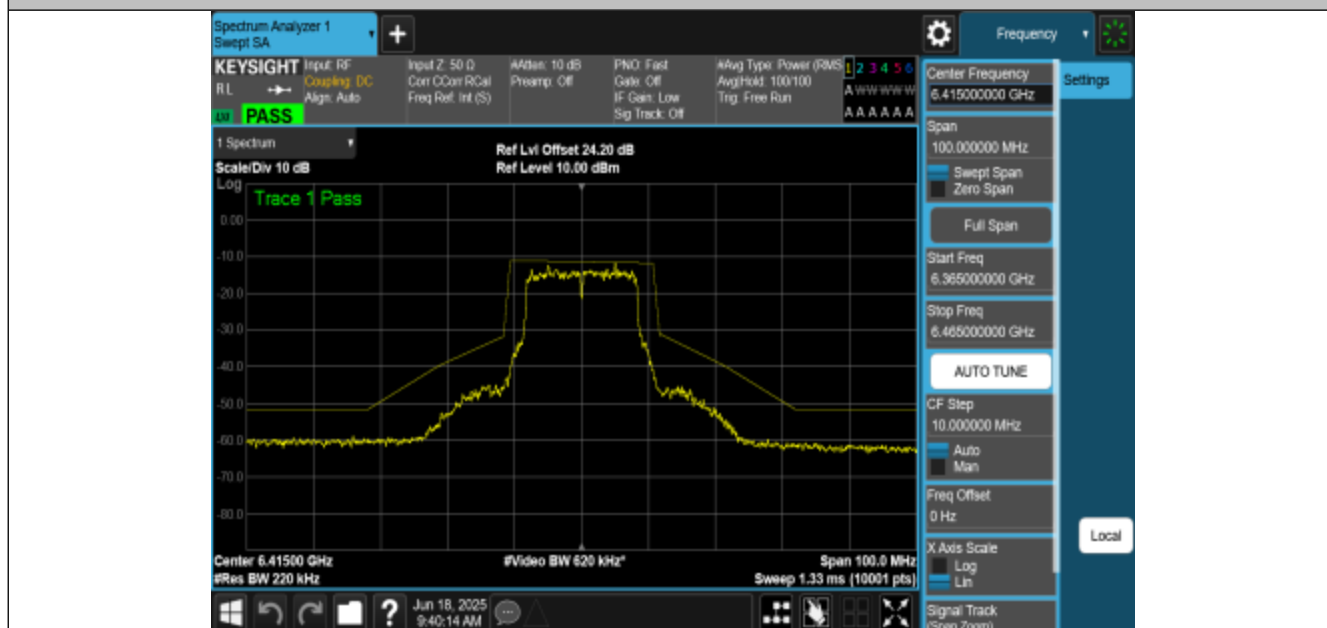 Spectrum Analyzer 1
Swept SA
Frequency
KEYSIGHT
RL
PASS
Input: RF
Coupling: DC
Align: Auto
Input Z: 50 Ω
Corr CCorr RCal
Freq Ref: Int (S)
#Atten: 10 dB
Preamp: Off
PNO: Fast
Gate: Off
IF Gain: Low
Sig Track: Off
#Avg Type: Power (RMS
Avg|Hold: 100/100
Trig: Free Run
1 2 3 4 5 6
A W W W W W
A A A A A A
1 Spectrum
Scale/Div 10 dB
Ref Lvl Offset 24.20 dB
Ref Level 10.00 dBm
Log
Trace 1 Pass
0.00
-10.0
-20.0
-30.0
-40.0
-50.0
-60.0
-70.0
-80.0
Center 6.41500 GHz
#Res BW 220 kHz
#Video BW 620 kHz*
Span 100.0 MHz
Sweep 1.33 ms (10001 pts)
Center Frequency
6.415000000 GHz
Settings
Span
100.000000 MHz
Swept Span
Zero Span
Full Span
Start Freq
6.365000000 GHz
Stop Freq
6.465000000 GHz
AUTO TUNE
CF Step
10.000000 MHz
Auto
Man
Freq Offset
0 Hz
X Axis Scale
Log
Lin
Local
Signal Track
(Span Zoom)
?
Jun 18, 2025
9:40:14 AM